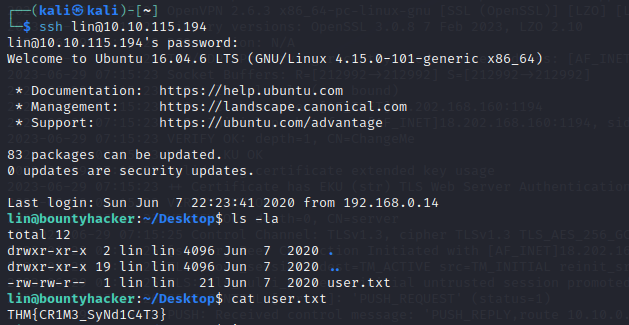 ┌──(kali㉿kali)-[~]
└─$ ssh lin@10.10.115.194
lin@10.10.115.194's password:
Welcome to Ubuntu 16.04.6 LTS (GNU/Linux 4.15.0-101-generic x86_64)
* Documentation: https://help.ubuntu.com
* Management: https://landscape.canonical.com
* Support: https://ubuntu.com/advantage
83 packages can be updated.
0 updates are security updates.
Last login: Sun Jun 7 22:23:41 2020 from 192.168.0.14
lin@bountyhacker:~/Desktop$ ls -la
total 12
drwxr-xr-x 2 lin lin 4096 Jun 7 2020 .
drwxr-xr-x 19 lin lin 4096 Jun 7 2020 ..
-rw-rw-r-- 1 lin lin 21 Jun 7 2020 user.txt
lin@bountyhacker:~/Desktop$ cat user.txt
THM{CR1M3_SyNd1C4T3}